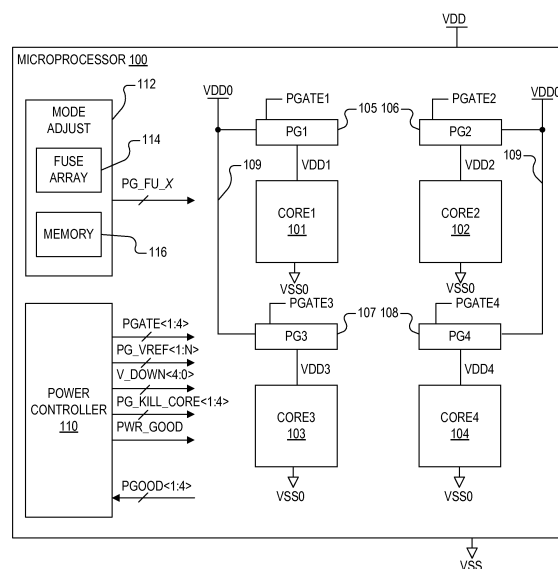 VDD
MICROPROCESSOR 100
112
MODE
ADJUST
114
FUSE
ARRAY
PG_FU_X
MEMORY
116
VDD0
PGATE1
105
106
PGATE2
VDD0
PG1
PG2
109
VDD1
VDD2
109
CORE1
101
CORE2
102
VSS0
VSS0
PGATE3
107
108
PGATE4
PG3
PG4
VDD3
VDD4
CORE3
103
CORE4
104
VSS0
VSS0
POWER
CONTROLLER
110
PGATE<1:4>
PG_VREF<1:N>
V_DOWN<4:0>
PG_KILL_CORE<1:4>
PWR_GOOD
PGOOD<1:4>
VSS